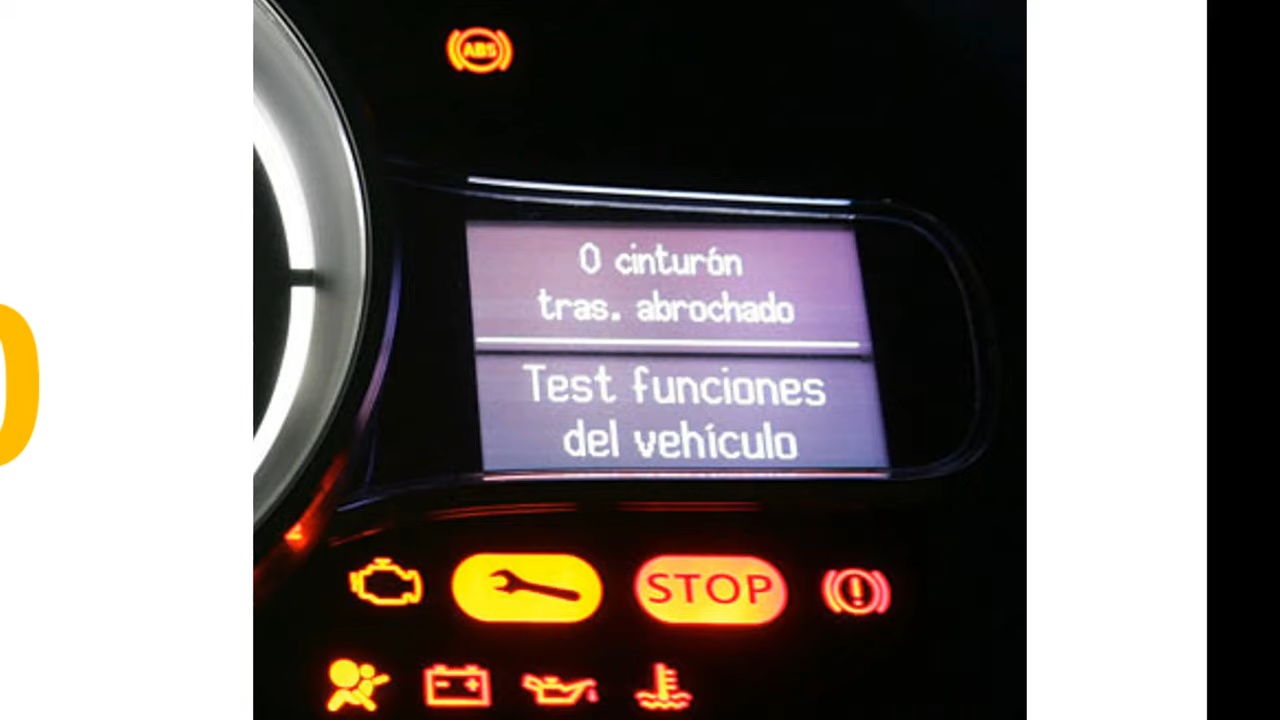 ABS
0 cinturón
tras. abrochado
Test funciones
del vehículo
STOP